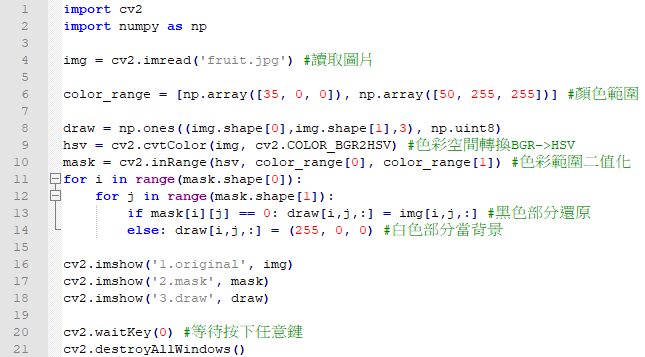 1 import cv2
2 import numpy as np
3
4 img = cv2.imread('fruit.jpg') #讀取圖片
5
6 color_range = [np.array([35, 0, 0]), np.array([50, 255, 255])] #顏色範圍
7
8 draw = np.ones((img.shape[0],img.shape[1],3), np.uint8)
9 hsv = cv2.cvtColor(img, cv2.COLOR_BGR2HSV) #色彩空間轉換BGR->HSV
10 mask = cv2.inRange(hsv, color_range[0], color_range[1]) #色彩範圍二值化
11 for i in range(mask.shape[0]):
12     for j in range(mask.shape[1]):
13         if mask[i][j] == 0: draw[i,j,:] = img[i,j,:] #黑色部分還原
14         else: draw[i,j,:] = (255, 0, 0) #白色部分當背景
15
16 cv2.imshow('1.original', img)
17 cv2.imshow('2.mask', mask)
18 cv2.imshow('3.draw', draw)
19
20 cv2.waitKey(0) #等待按下任意鍵
21 cv2.destroyAllWindows()